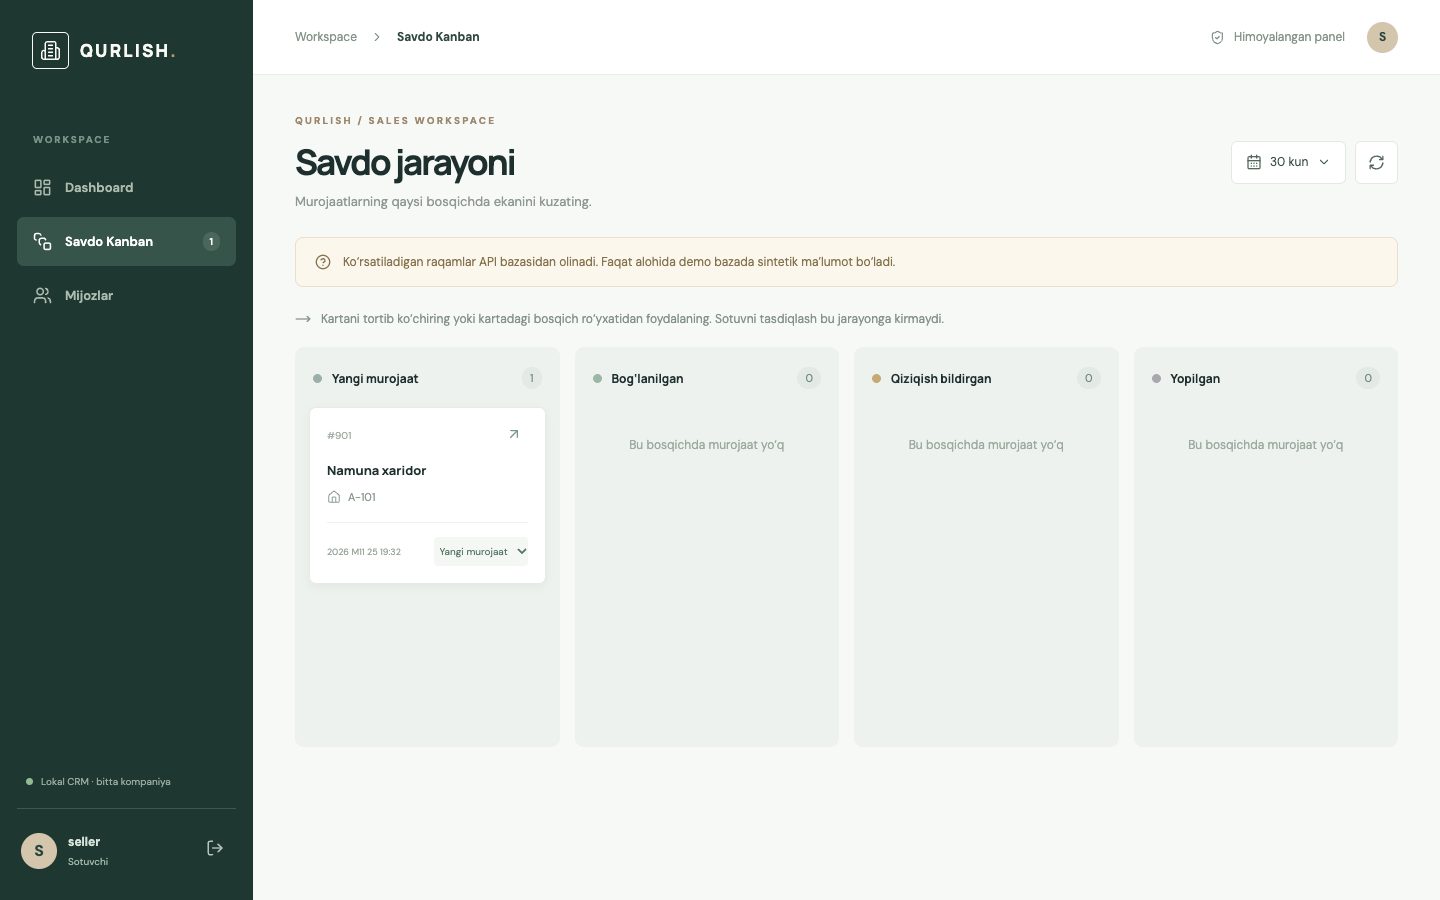 QURLISH.
WORKSPACE
Dashboard
Savdo Kanban 1
Mijozlar
Lokal CRM · bitta kompaniya
S
seller
Sotuvchi
Workspace > Savdo Kanban
Himoyalangan panel
S
QURLISH / SALES WORKSPACE
Savdo jarayoni
Murojaatlarning qaysi bosqichda ekanini kuzating.
30 kun
Ko‘rsatiladigan raqamlar API bazasidan olinadi. Faqat alohida demo bazada sintetik ma’lumot bo‘ladi.
Kartani tortib ko‘chiring yoki kartadagi bosqich ro‘yxatidan foydalaning. Sotuvni tasdiqlash bu jarayonga kirmaydi.
Yangi murojaat 1
#901
Namuna xaridor
A-101
2026 M11 25 19:32
Yangi murojaat
Bog‘lanilgan 0
Bu bosqichda murojaat yo‘q
Qiziqish bildirgan 0
Bu bosqichda murojaat yo‘q
Yopilgan 0
Bu bosqichda murojaat yo‘q